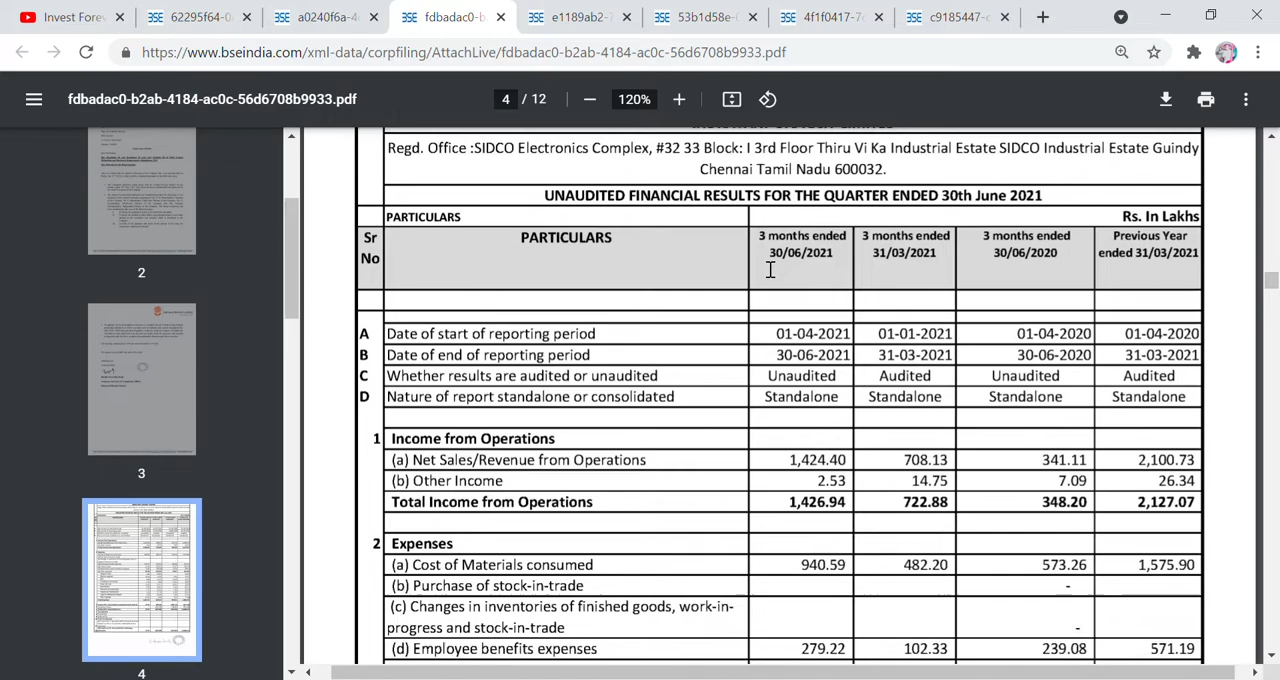 Invest Forev
62295f64-0
a0240f6a-4
fdbadac0-b
e1189ab2-7
53b1d58e-
4f1f0417-7
c9185447-
https://www.bseindia.com/xml-data/corpfiling/AttachLive/fdbadac0-b2ab-4184-ac0c-56d6708b9933.pdf
fdbadac0-b2ab-4184-ac0c-56d6708b9933.pdf
4 / 12
120%
2
3
4
Regd. Office :SIDCO Electronics Complex, #32 33 Block: I 3rd Floor Thiru Vi Ka Industrial Estate SIDCO Industrial Estate Guindy
Chennai Tamil Nadu 600032.
FINANCIAL RESULTS FOR THE QUARTER ENDED 30th June 2021
PARTICULARS Rs. In Lakhs
Sr No PARTICULARS 3 months ended 30/06/2021 3 months ended 31/03/2021 3 months ended 30/06/2020 Previous Year ended 31/03/2021
A Date of start of reporting period 01-04-2021 01-01-2021 01-04-2020 01-04-2020
B Date of end of reporting period 30-06-2021 31-03-2021 30-06-2020 31-03-2021
C Whether results are audited or unaudited Unaudited Audited Unaudited Audited
D Nature of report standalone or consolidated Standalone Standalone Standalone Standalone
1 Income from Operations
(a) Net Sales/Revenue from Operations 1,424.40 708.13 341.11 2,100.73
(b) Other Income 2.53 14.75 7.09 26.34
Total Income from Operations 1,426.94 722.88 348.20 2,127.07
2 Expenses
(a) Cost of Materials consumed 940.59 482.20 573.26 1,575.90
(b) Purchase of stock-in-trade -
(c) Changes in inventories of finished goods, work-in-
progress and stock-in-trade -
(d) Employee benefits expenses 279.22 102.33 239.08 571.19